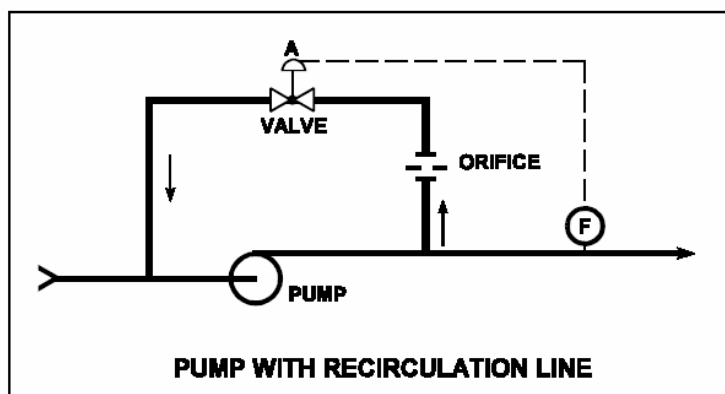 A
VALVE
ORIFICE
F
PUMP
PUMP WITH RECIRCULATION LINE